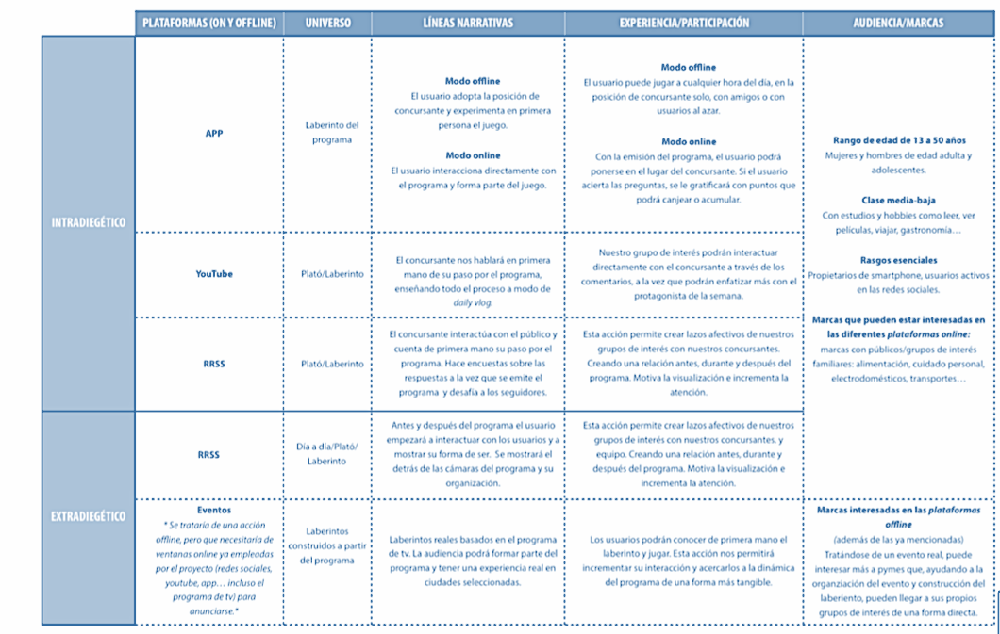 PLATAFORMAS (ON Y OFFLINE)
UNIVERSO
LÍNEAS NARRATIVAS
EXPERIENCIA/PARTICIPACIÓN
AUDIENCIA/MARCAS
INTRADIEGÉTICO
APP
Laberinto del
programa
Modo offline
El usuario adopta la posición de
concursante y experimenta en primera
persona el juego.
Modo online
El usuario interacciona directamente con
el programa y forma parte del juego.
Modo offline
El usuario puede jugar a cualquier hora del día, en la
posición de concursante solo, con amigos o con
usuarios al azar.
Modo online
Con la emisión del programa, el usuario podrá
ponerse en el lugar del concursante. Si el usuario
acierta las preguntas, se le gratificará con puntos que
podrá canjear o acumular.
Rango de edad de 13 a 50 años
Mujeres y hombres de edad adulta y
adolescentes.
Clase media-baja
Con estudios y hobbies como leer, ver
películas, viajar, gastronomía…
Rasgos esenciales
Propietarios de smartphone, usuarios activos
en las redes sociales.
Marcas que pueden estar interesadas en
las diferentes plataformas online:
marcas con públicos/grupos de interés
familiares: alimentación, cuidado personal,
electrodomésticos, transportes…
YouTube
Plató/Laberinto
El concursante nos hablará en primera
mano de su paso por el programa,
enseñando todo el proceso a modo de
daily vlog.
Nuestro grupo de interés podrán interactuar
directamente con el concursante a través de los
comentarios, a la vez que podrán enfatizar más con el
protagonista de la semana.
RRSS
Plató/Laberinto
El concursante interactúa con el público y
cuenta de primera mano su paso por el
programa. Hace encuestas sobre las
respuestas a la vez que se emite el
programa y desafía a los seguidores.
Esta acción permite crear lazos afectivos de nuestros
grupos de interés con nuestros concursantes.
Creando una relación antes, durante y después del
programa. Motiva la visualización e incrementa la
atención.
EXTRADIEGÉTICO
RRSS
Día a día/Plató/
Laberinto
Antes y después del programa el usuario
empezará a interactuar con los usuarios y a
mostrar su forma de ser. Se mostrará el
detrás de las cámaras del programa y su
organización.
Esta acción permite crear lazos afectivos de nuestros
grupos de interés con nuestros concursantes. y
equipo. Creando una relación antes, durante y
después del programa. Motiva la visualización e
incrementa la atención.
Eventos
* Se trataría de una acción
offline, pero que necesitaría de
ventanas online ya empleadas
por el proyecto (redes sociales,
youtube, app… incluso el
programa de tv) para
anunciarse.*
Laberintos
construidos a partir
del programa
Laberintos reales basados en el programa
de tv. La audiencia podrá formar parte del
programa y tener una experiencia real en
ciudades seleccionadas.
Los usuarios podrán conocer de primera mano el
laberinto y jugar. Esta acción nos permitirá
incrementar su interacción y acercarlos a la dinámica
del programa de una forma más tangible.
Marcas interesadas en las plataformas
offline
(además de las ya mencionadas)
Tratándose de un evento real, puede
interesar más a pymes que, ayudando a la
organziación del evento y construcción del
laberiento, pueden llegar a sus propios
grupos de interés de una forma directa.